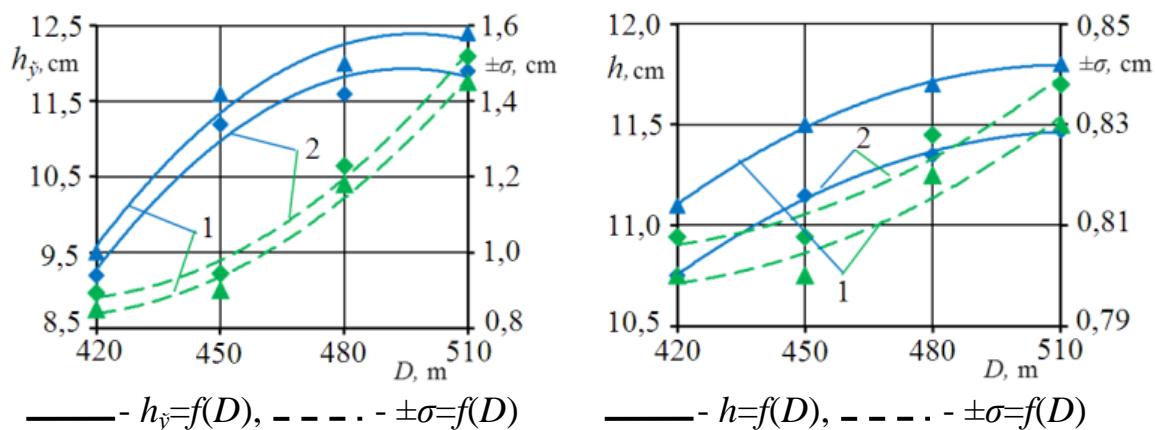 12,5 1,6
h_y̌, cm ±σ, cm
11,5 1,4
2
10,5 1,2
1
9,5 1,0
8,5 0,8
420 450 480 510
D, m
- h_y̌=f(D), - ±σ=f(D)
12,0 0,85
h, cm ±σ, cm
11,5 0,83
2
11,0 0,81
1
10,5 0,79
420 450 480 510
D, m
- h=f(D), - ±σ=f(D)